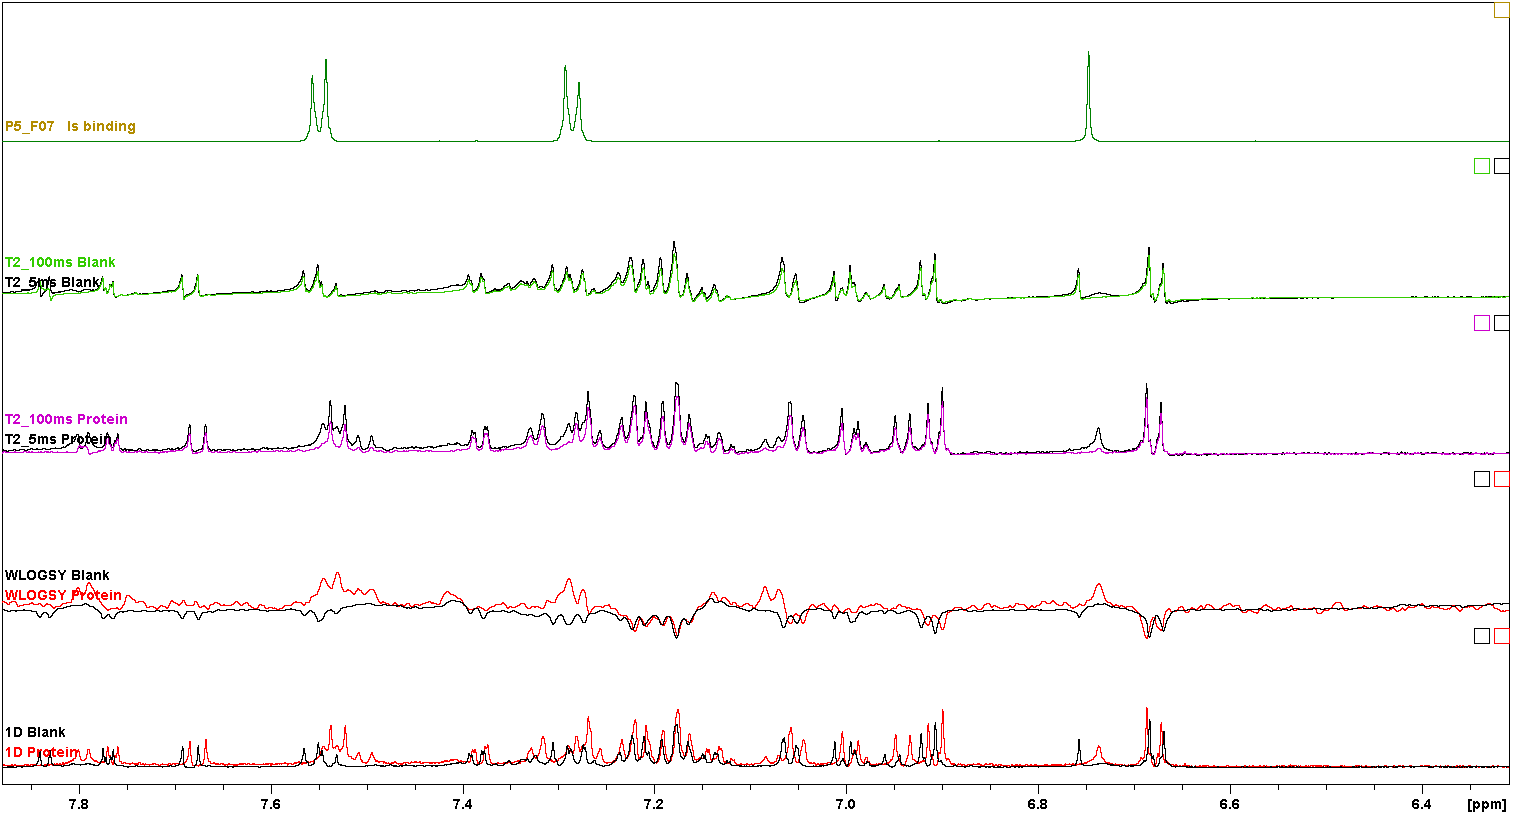 P5_F07 Is binding
T2_100ms Blank
T2_5ms Blank
T2_100ms Protein
T2_5ms Protein
WLOGSY Blank
WLOGSY Protein
1D Blank
1D Protein
7.8 7.6 7.4 7.2 7.0 6.8 6.6 6.4 [ppm]